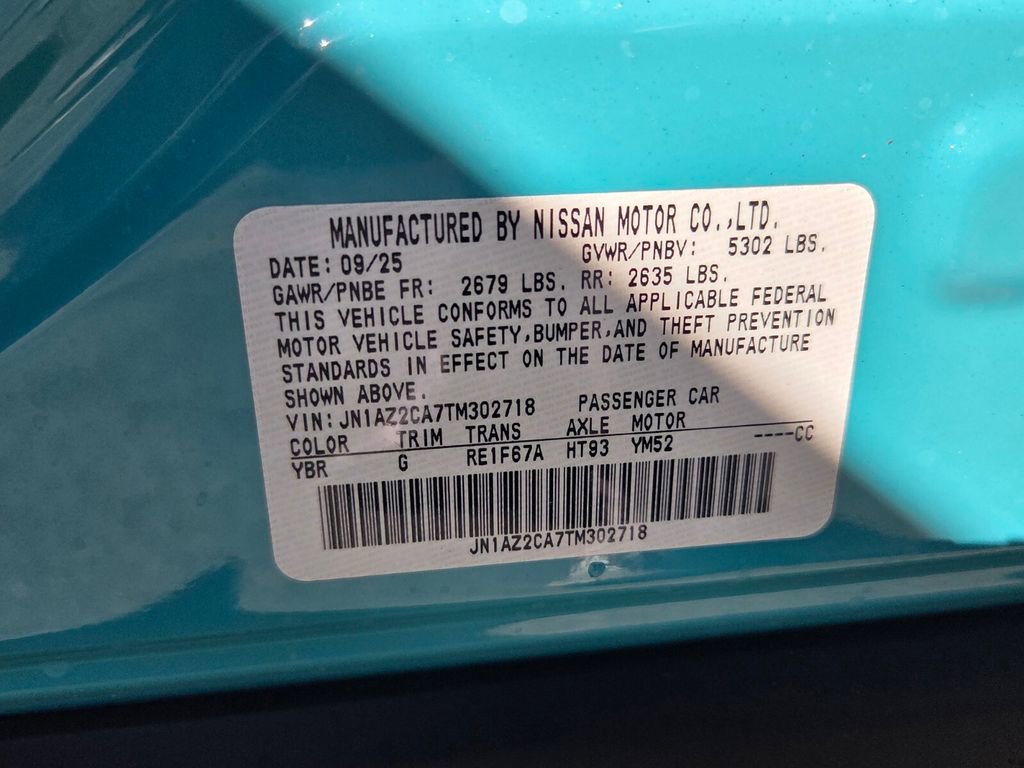 MANUFACTURED BY NISSAN MOTOR CO.,LTD.
DATE: 09/25 GVWR/PNBV: 5302 LBS.
GAWR/PNBE FR: 2679 LBS. RR: 2635 LBS.
THIS VEHICLE CONFORMS TO ALL APPLICABLE FEDERAL
MOTOR VEHICLE SAFETY,BUMPER,AND THEFT PREVENTION
STANDARDS IN EFFECT ON THE DATE OF MANUFACTURE
SHOWN ABOVE.
VIN: JN1AZ2CA7TM302718 PASSENGER CAR
COLOR TRIM TRANS AXLE MOTOR
YBR G RE1F67A HT93 YM52 ----CC
JN1AZ2CA7TM302718